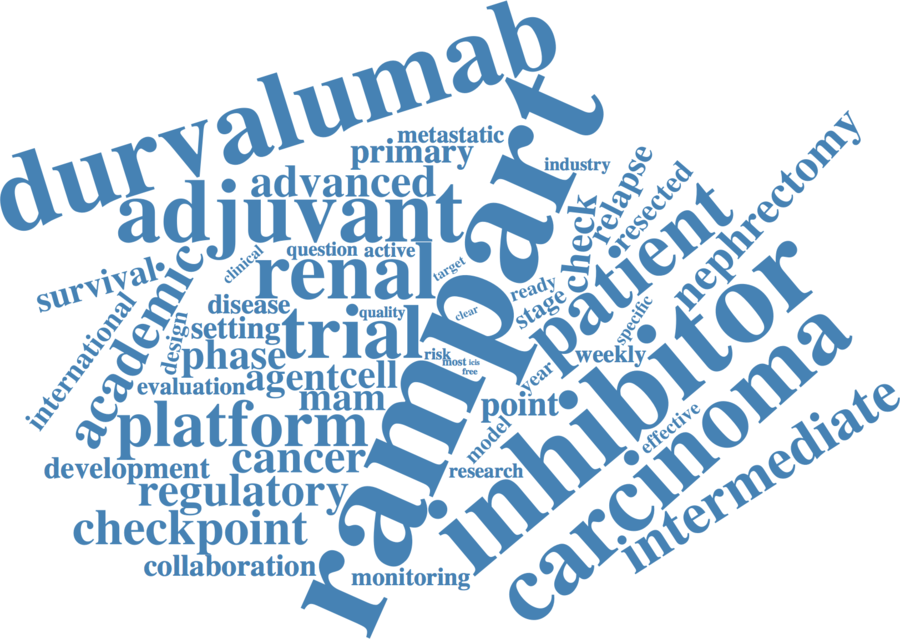 durvalumab
metastatic
primary
industry
advanced
adjuvant
rampart
relapse
nephrectomy
resected
check
patient
question active
clinical
renal
target
survival
academic
international
disease
quality
clear
ready
stage
specific
inhibitor
design
setting
trial
phase
risk
most
icis
free
weekly
year
evaluation
agent
cell
mam
point
carcinoma
platform
model
effective
intermediate
cancer
development
research
regulatory
checkpoint
collaboration
monitoring